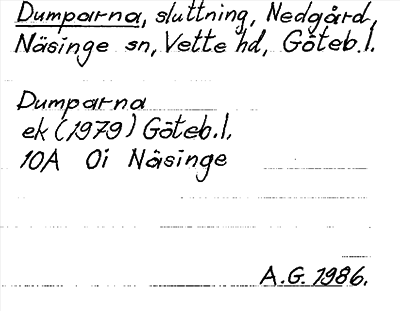 Dumparna, sluttning, Nedgård,
Näsinge sn, Vette hd, Göteb.l.
Dumparna
ek (1979) Göteb.l.
10A 0i Näsinge
A.G. 1986.